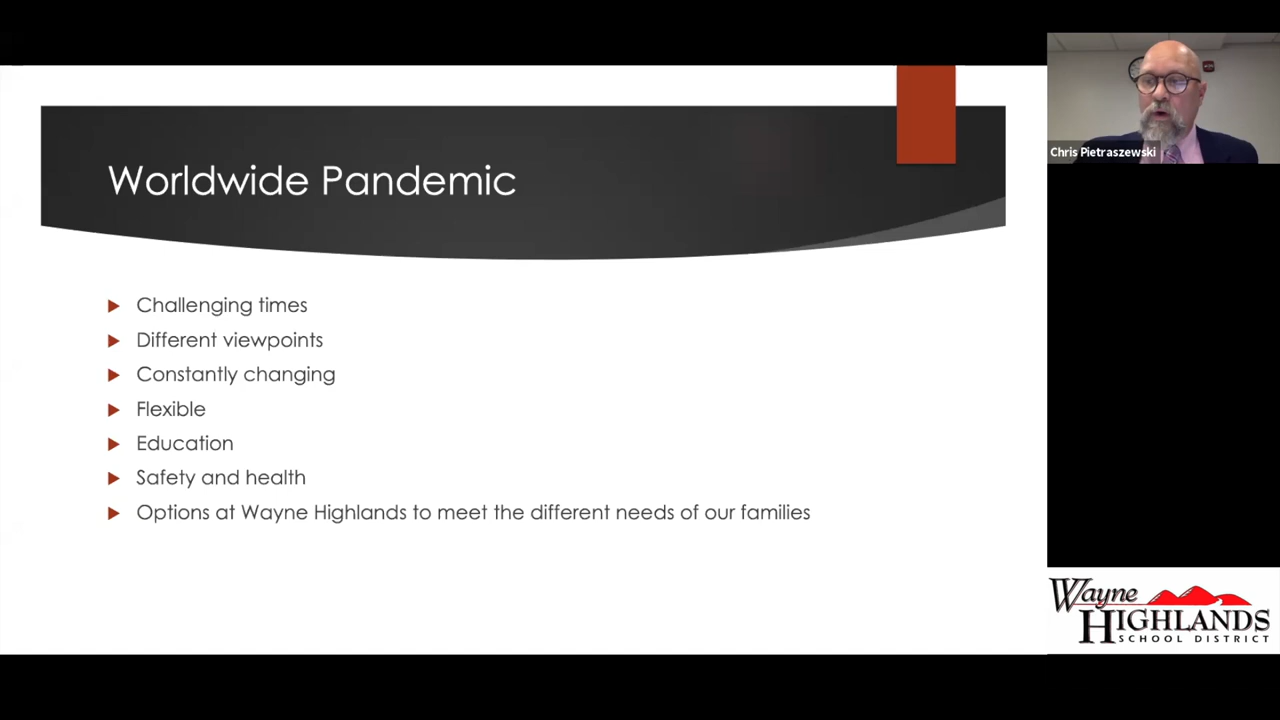 Worldwide Pandemic
Challenging times
Different viewpoints
Constantly changing
Flexible
Education
Safety and health
Options at Wayne Highlands to meet the different needs of our families
Chris Pietraszewski
Wayne
HIGHLANDS
SCHOOL DISTRICT